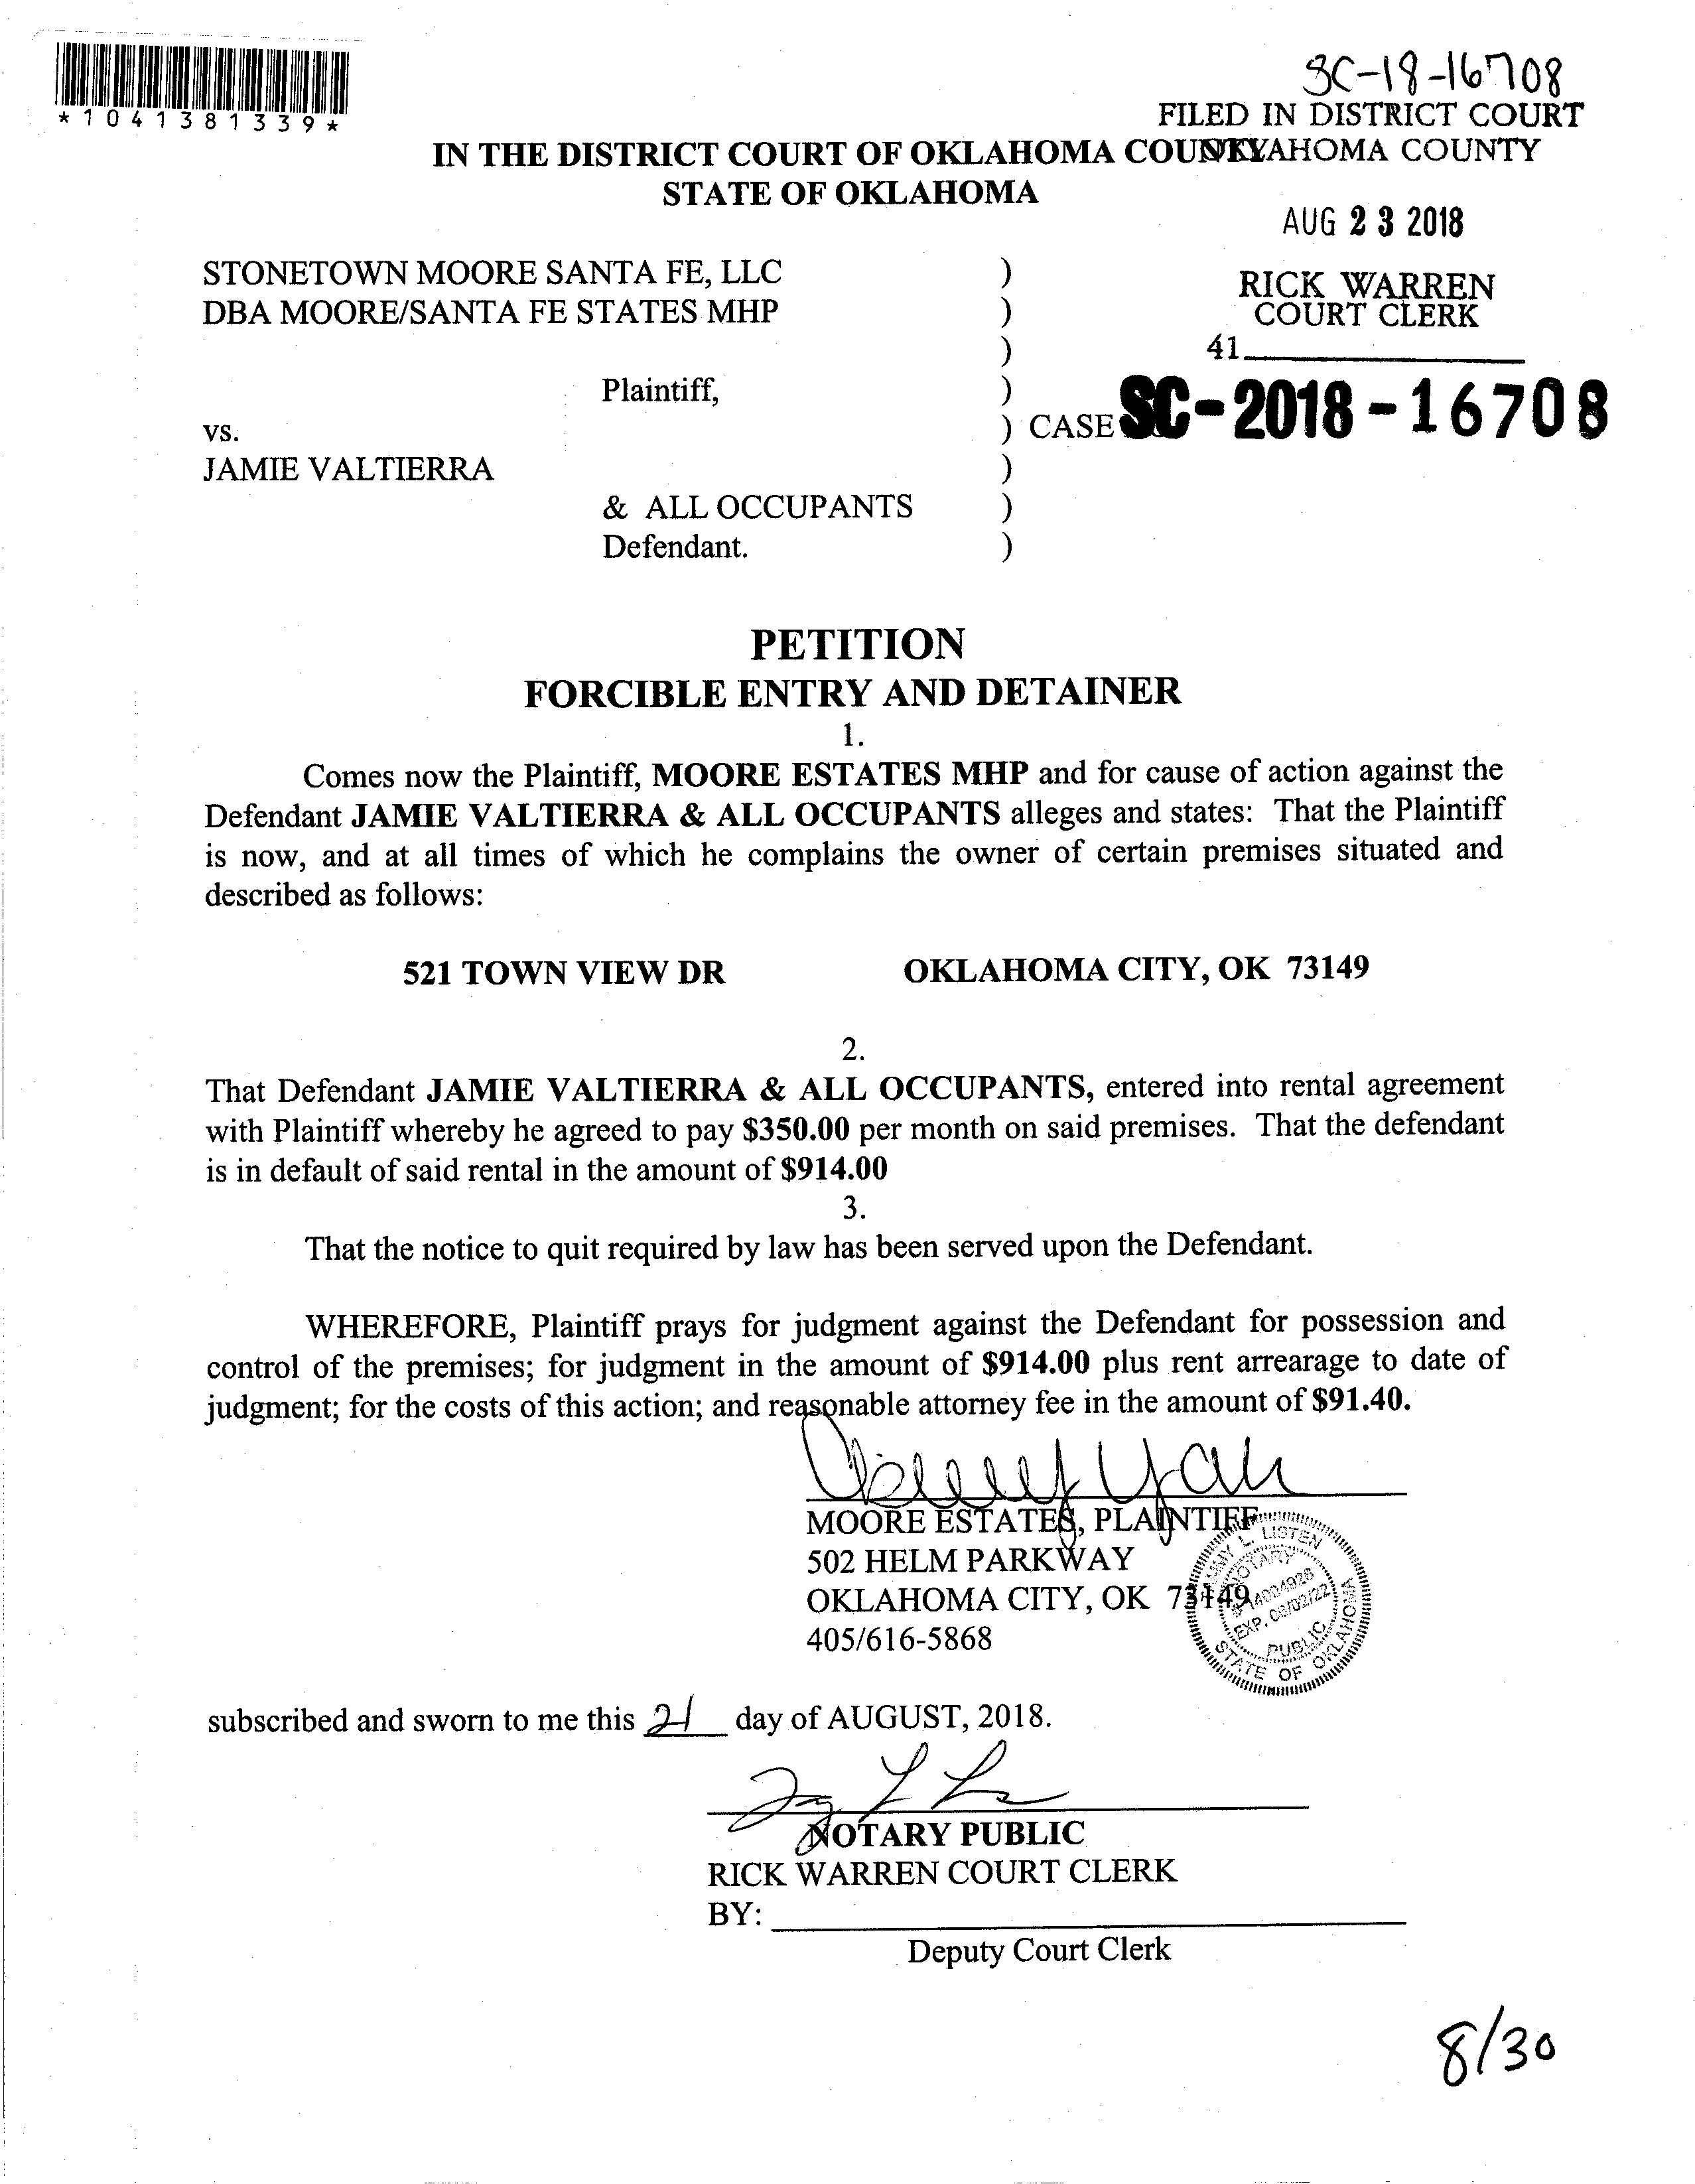 SC-18-16708
*1041381339*
FILED IN DISTRICT COURT
IN THE DISTRICT COURT OF OKLAHOMA COUNTY
OKLAHOMA COUNTY
STATE OF OKLAHOMA
AUG 23 2018
STONETOWN MOORE SANTA FE, LLC )
RICK WARREN
DBA MOORE/SANTA FE STATES MHP )
COURT CLERK
)
41
Plaintiff, )
vs. ) CASE SC-2018-16708
JAMIE VALTIERRA )
& ALL OCCUPANTS )
Defendant. )
PETITION
FORCIBLE ENTRY AND DETAINER
1.
Comes now the Plaintiff, MOORE ESTATES MHP and for cause of action against the
Defendant JAMIE VALTIERRA & ALL OCCUPANTS alleges and states: That the Plaintiff
is now, and at all times of which he complains the owner of certain premises situated and
described as follows:
521 TOWN VIEW DR OKLAHOMA CITY, OK 73149
2.
That Defendant JAMIE VALTIERRA & ALL OCCUPANTS, entered into rental agreement
with Plaintiff whereby he agreed to pay $350.00 per month on said premises. That the defendant
is in default of said rental in the amount of $914.00
3.
That the notice to quit required by law has been served upon the Defendant.
WHEREFORE, Plaintiff prays for judgment against the Defendant for possession and
control of the premises; for judgment in the amount of $914.00 plus rent arrearage to date of
judgment; for the costs of this action; and reasonable attorney fee in the amount of $91.40.
MOORE ESTATES, PLAINTIFF
502 HELM PARKWAY
OKLAHOMA CITY, OK 73149
405/616-5868
L. LISTEN
NOTARY
# 14004928
EXP. 06/02/22
PUBLIC
STATE OF OKLAHOMA
subscribed and sworn to me this 21 day of AUGUST, 2018.
NOTARY PUBLIC
RICK WARREN COURT CLERK
BY:
Deputy Court Clerk
8/30